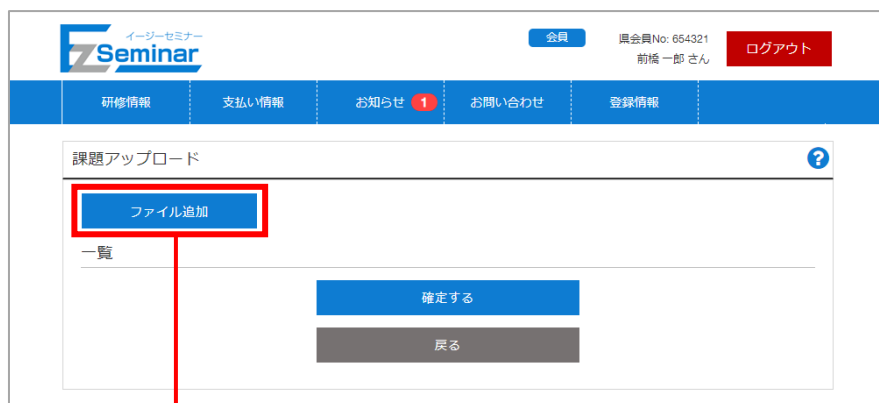 イージーセミナー
EZSeminar
会員
県会員No: 654321
前橋 一郎 さん
ログアウト
研修情報 支払い情報 お知らせ 1 お問い合わせ 登録情報
課題アップロード ?
ファイル追加
一覧
確定する
戻る